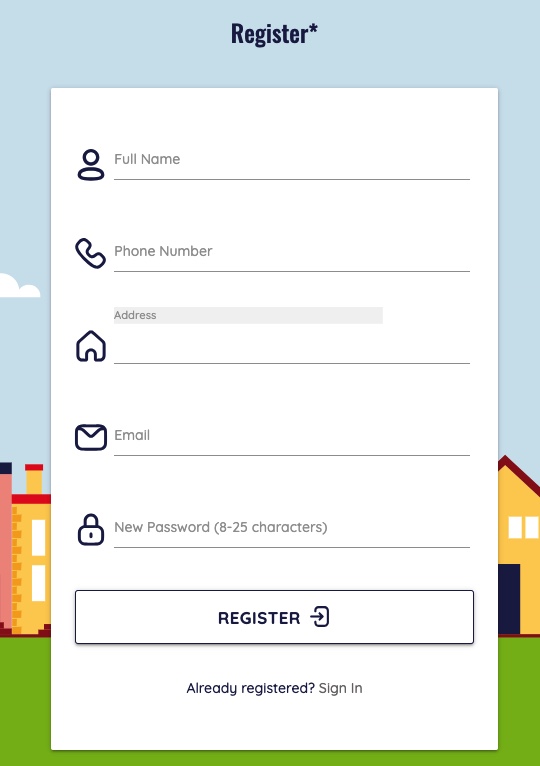 Register*
Full Name
Phone Number
Address
Email
New Password (8-25 characters)
REGISTER
Already registered? Sign In